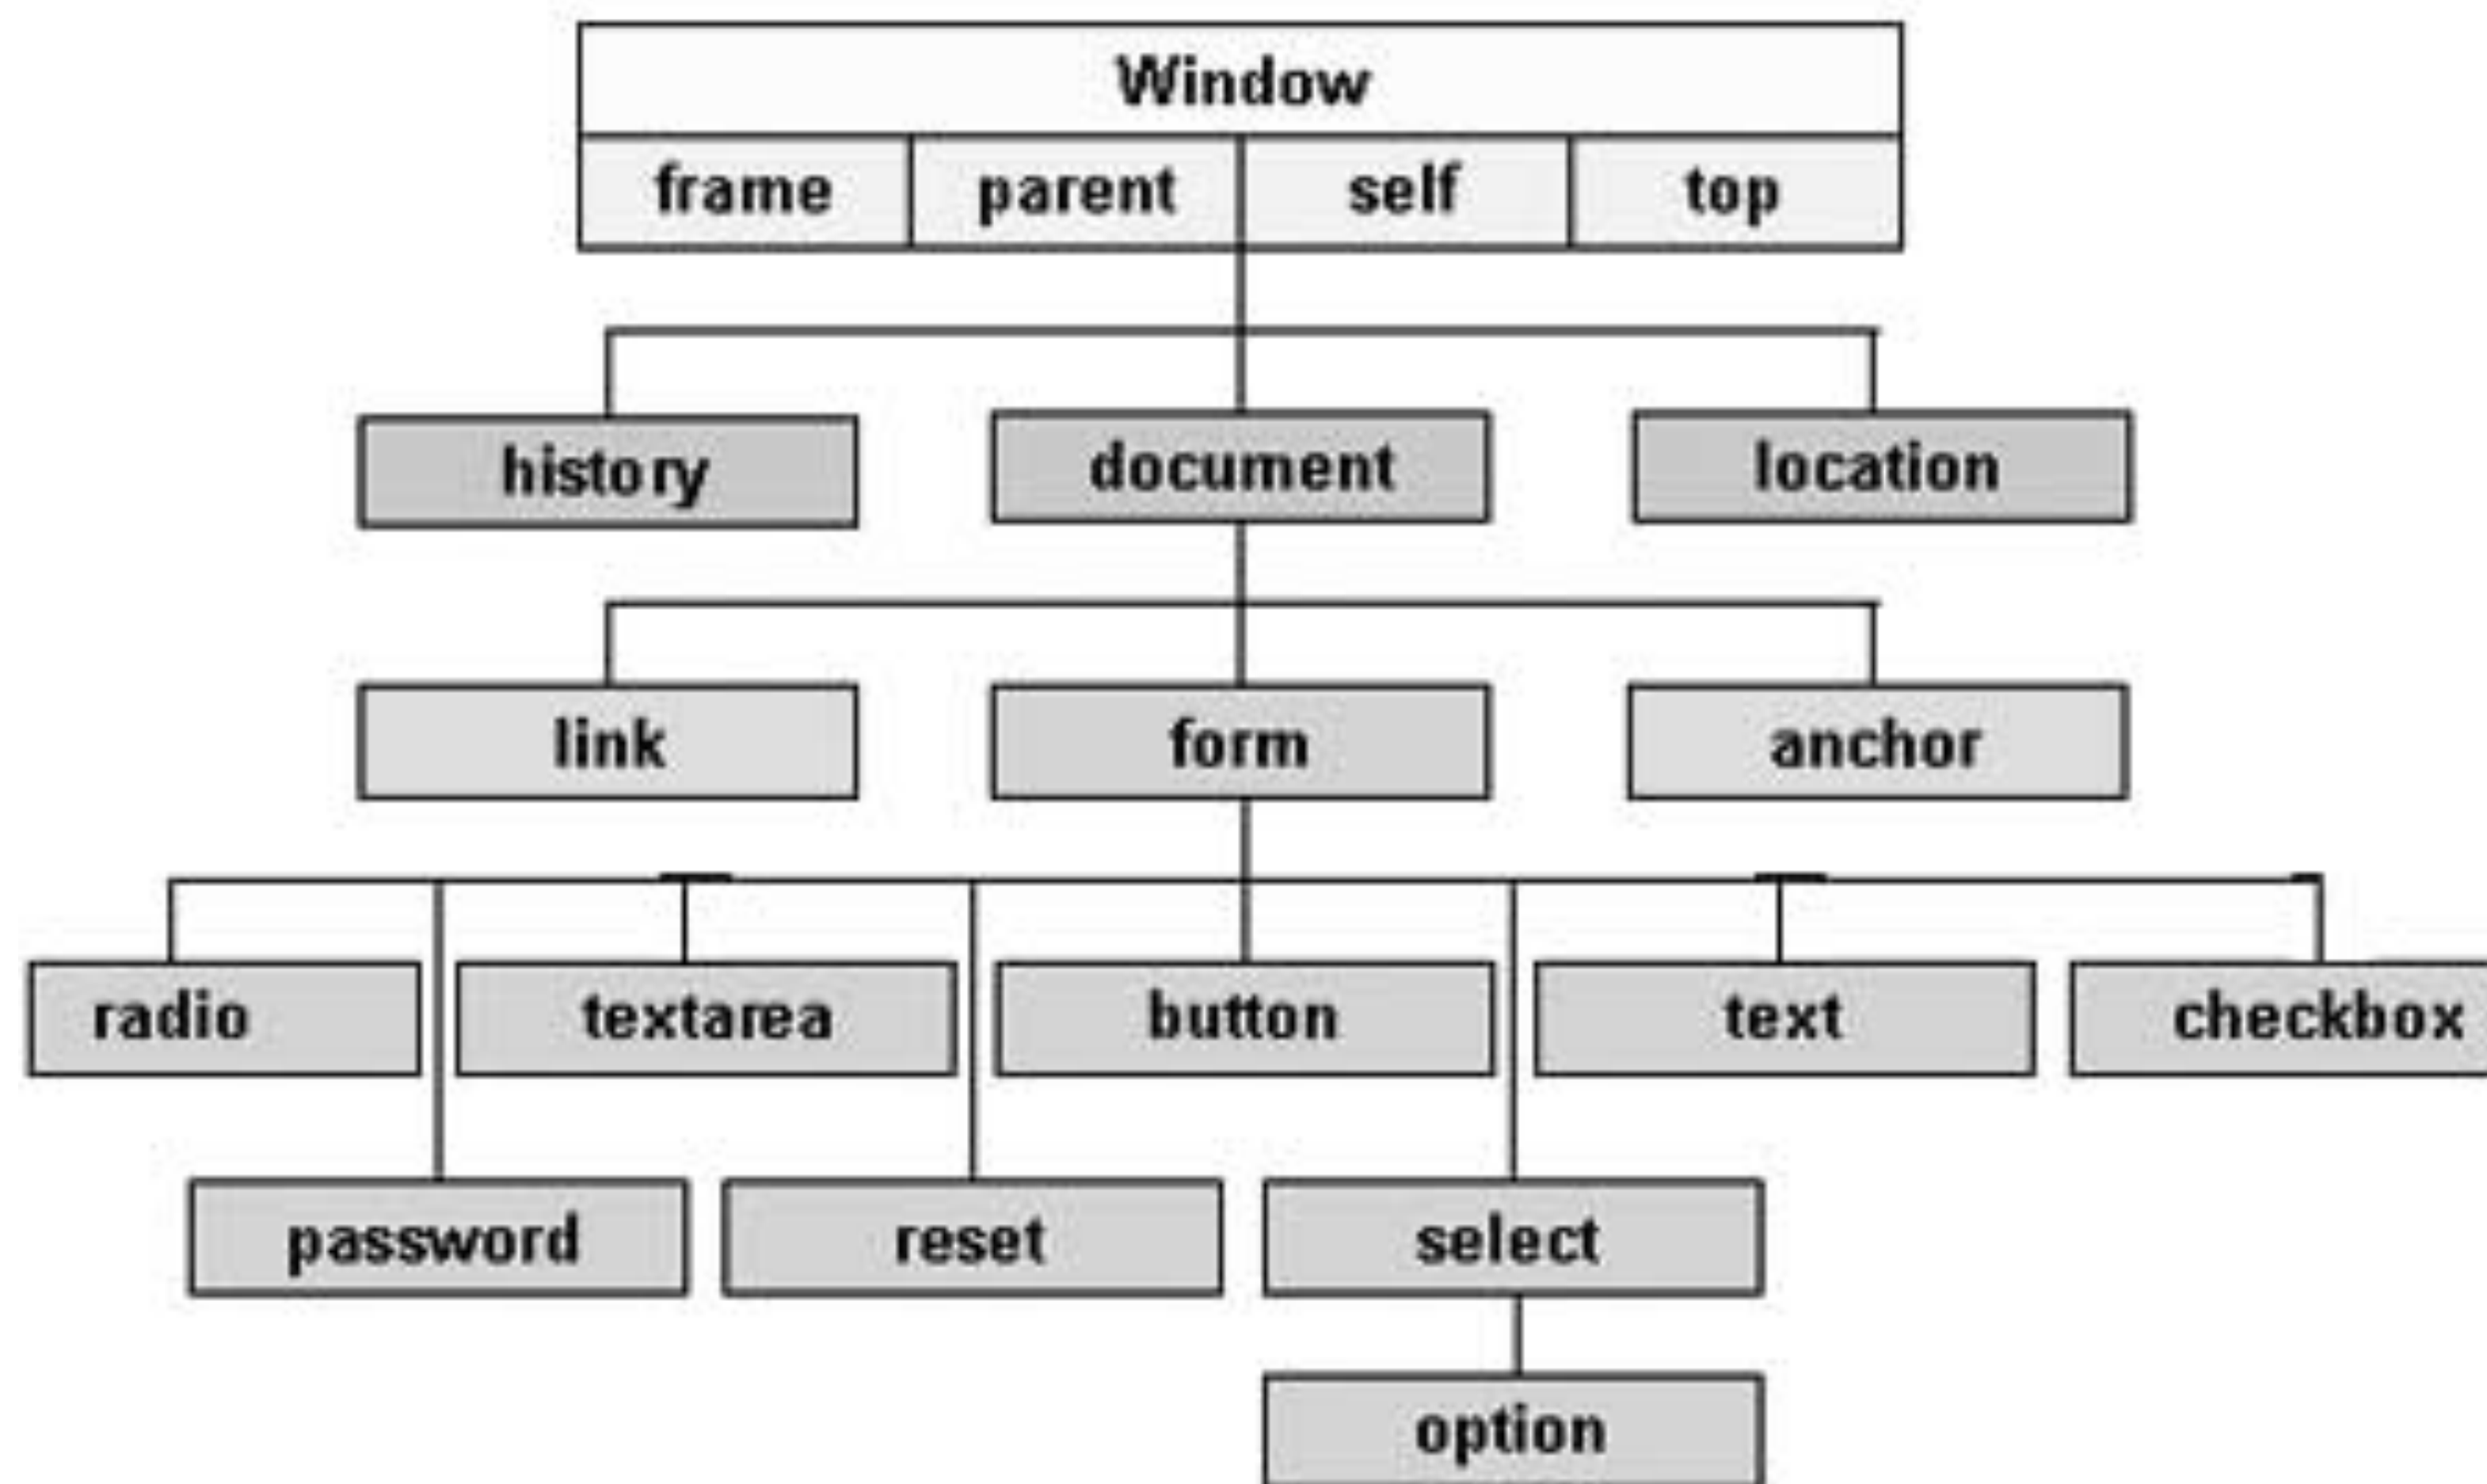 Window
frame parent self top
history document location
link form anchor
radio textarea button text checkbox
password reset select
option